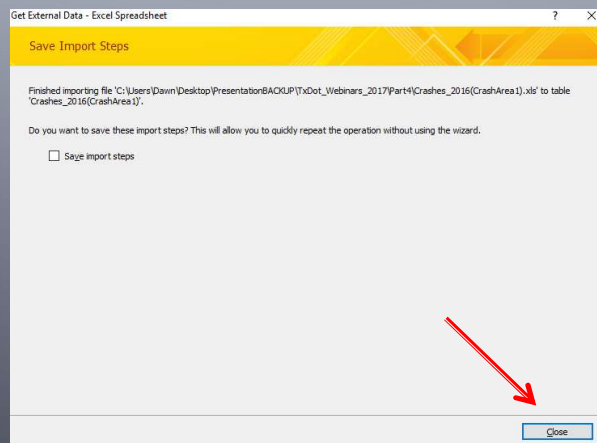 Get External Data - Excel Spreadsheet ? X
Save Import Steps
Finished importing file 'C:\Users\Dawn\Desktop\PresentationBACKUP\TxDot_Webinars_2017\Part4\Crashes_2016(CrashArea1).xls' to table
'Crashes_2016(CrashArea1)'.
Do you want to save these import steps? This will allow you to quickly repeat the operation without using the wizard.
Save import steps
Close